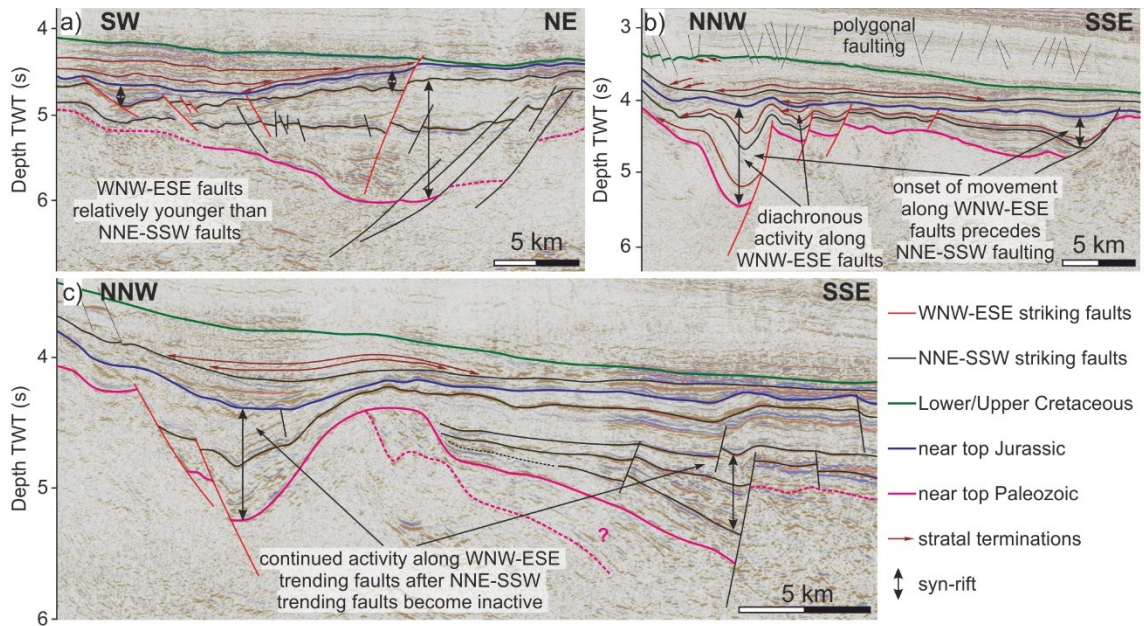 a) SW NE
4
5
6
Depth TWT (s)
WNW-ESE faults
relatively younger than
NNE-SSW faults
5 km
b) NNW SSE
3
4
5
6
Depth TWT (s)
polygonal
faulting
diachronous
activity along
WNW-ESE faults
onset of movement
along WNW-ESE
faults precedes
NNE-SSW faulting
5 km
c) NNW SSE
4
5
6
Depth TWT (s)
continued activity along WNW-ESE
trending faults after NNE-SSW
trending faults become inactive
?
5 km
WNW-ESE striking faults
NNE-SSW striking faults
Lower/Upper Cretaceous
near top Jurassic
near top Paleozoic
stratal terminations
syn-rift